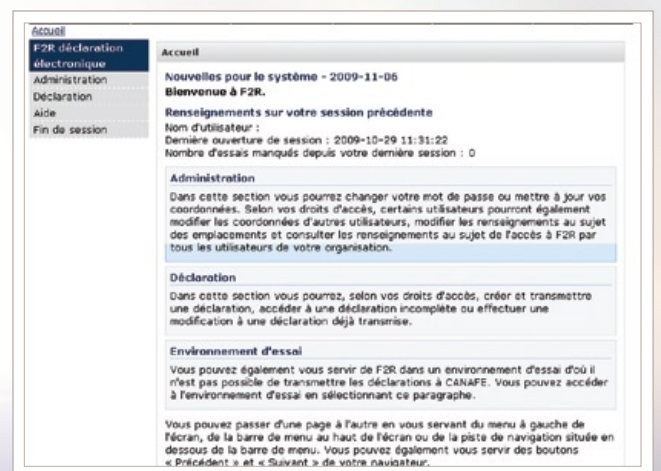 Accueil
F2R déclaration
électronique
Administration
Déclaration
Aide
Fin de session
Accueil
Nouvelles pour le système - 2009-11-06
Bienvenue à F2R.
Renseignements sur votre session précédente
Nom d'utilisateur :
Dernière ouverture de session : 2009-10-29 11:31:22
Nombre d'essais manqués depuis votre dernière session : 0
Administration
Dans cette section vous pourrez changer votre mot de passe ou mettre à jour vos
coordonnées. Selon vos droits d'accès, certains utilisateurs pourront également
modifier les coordonnées d'autres utilisateurs, modifier les renseignements au sujet
des emplacements et consulter les renseignements au sujet de l'accès à F2R par
tous les utilisateurs de votre organisation.
Déclaration
Dans cette section vous pourrez, selon vos droits d'accès, créer et transmettre
une déclaration, accéder à une déclaration incomplète ou effectuer une
modification à une déclaration déjà transmise.
Environnement d'essai
Vous pouvez également vous servir de F2R dans un environnement d'essai d'où il
n'est pas possible de transmettre les déclarations à CANAFE. Vous pouvez accéder
à l'environnement d'essai en sélectionnant ce paragraphe.
Vous pouvez passer d'une page à l'autre en vous servant du menu à gauche de
l'écran, de la barre de menu au haut de l'écran ou de la piste de navigation située en
dessous de la barre de menu. Vous pouvez également vous servir des boutons
« Précédent » et « Suivant » de votre navigateur.